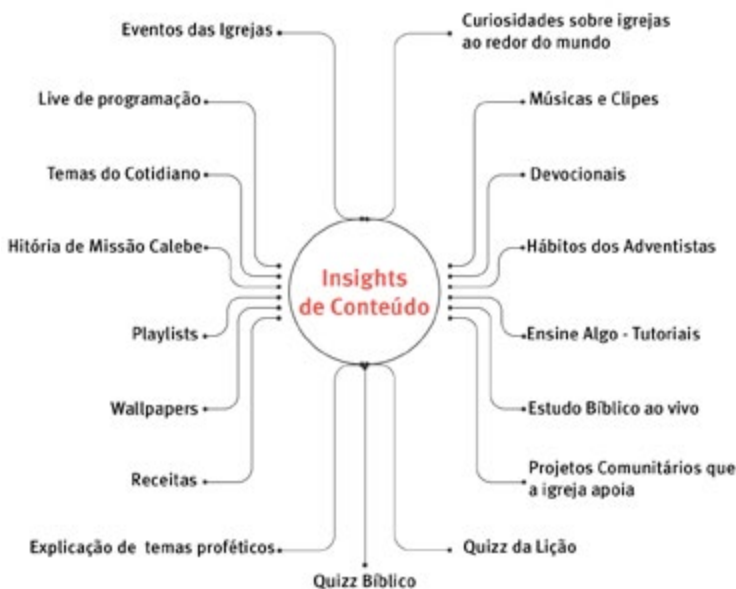 Eventos das Igrejas
Curiosidades sobre igrejas
ao redor do mundo
Live de programação
Músicas e Clipes
Temas do Cotidiano
Devocionais
Hitória de Missão Calebe
Hábitos dos Adventistas
Insights
de Conteúdo
Playlists
Ensine Algo - Tutoriais
Wallpapers
Estudo Bíblico ao vivo
Receitas
Projetos Comunitários que
a igreja apoia
Explicação de temas proféticos
Quizz da Lição
Quizz Bíblico